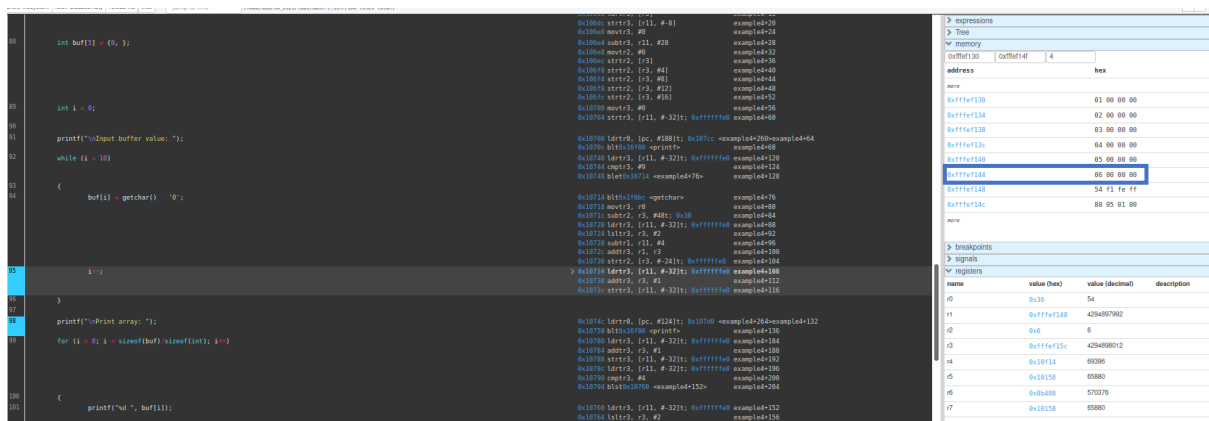 0x106dc strtr3, [r11, #-8] example4+20
0x106e0 movtr3, #0 example4+24
88 int buf[5] = {0, }; 0x106e4 subtr3, r11, #28 example4+28
0x106e8 movtr2, #0 example4+32
0x106ec strtr2, [r3] example4+36
0x106f0 strtr2, [r3, #4] example4+40
0x106f4 strtr2, [r3, #8] example4+44
0x106f8 strtr2, [r3, #12] example4+48
0x106fc strtr2, [r3, #16] example4+52
89 int i = 0; 0x10700 movtr3, #0 example4+56
0x10704 strtr3, [r11, #-32]t; 0xffffffe0 example4+60
90
91 printf("\nInput buffer value: "); 0x10708 ldrtr0, [pc, #188]t; 0x107cc <example4+260>example4+64
0x1070c blt0x16f00 <printf> example4+68
92 while (i < 10) 0x10740 ldrtr3, [r11, #-32]t; 0xffffffe0 example4+120
0x10744 cmptr3, #9 example4+124
0x10748 blet0x10714 <example4+76> example4+128
93 {
94 buf[i] = getchar() - '0'; 0x10714 blt0x1f0bc <getchar> example4+76
0x10718 movtr3, r0 example4+80
0x1071c subtr2, r3, #48t; 0x30 example4+84
0x10720 ldrtr3, [r11, #-32]t; 0xffffffe0 example4+88
0x10724 lsltr3, r3, #2 example4+92
0x10728 subtr1, r11, #4 example4+96
0x1072c addtr3, r1, r3 example4+100
0x10730 strtr2, [r3, #-24]t; 0xffffffe8 example4+104
95 i++; > 0x10734 ldrtr3, [r11, #-32]t; 0xffffffe0 example4+108
0x10738 addtr3, r3, #1 example4+112
0x1073c strtr3, [r11, #-32]t; 0xffffffe0 example4+116
96 }
97
98 printf("\nPrint array: "); 0x1074c ldrtr0, [pc, #124]t; 0x107d0 <example4+264>example4+132
0x10750 blt0x16f00 <printf> example4+136
99 for (i = 0; i < sizeof(buf)/sizeof(int); i++) 0x10780 ldrtr3, [r11, #-32]t; 0xffffffe0 example4+184
0x10784 addtr3, r3, #1 example4+188
0x10788 strtr3, [r11, #-32]t; 0xffffffe0 example4+192
0x1078c ldrtr3, [r11, #-32]t; 0xffffffe0 example4+196
0x10790 cmptr3, #4 example4+200
0x10794 blst0x10760 <example4+152> example4+204
100 {
101 printf("%d ", buf[i]); 0x10760 ldrtr3, [r11, #-32]t; 0xffffffe0 example4+152
0x10764 lsltr3, r3, #2 example4+156
> expressions
> Tree
memory
0xfffef130 0xfffef14f 4
address hex
more
0xfffef130 01 00 00 00
0xfffef134 02 00 00 00
0xfffef138 03 00 00 00
0xfffef13c 04 00 00 00
0xfffef140 05 00 00 00
0xfffef144 06 00 00 00
0xfffef148 54 f1 fe ff
0xfffef14c 88 05 01 00
more
> breakpoints
> signals
registers
name value (hex) value (decimal) description
r0 0x36 54
r1 0xfffef148 4294897992
r2 0x6 6
r3 0xfffef15c 4294898012
r4 0x10f14 69396
r5 0x10158 65880
r6 0x8b408 570376
r7 0x10158 65880